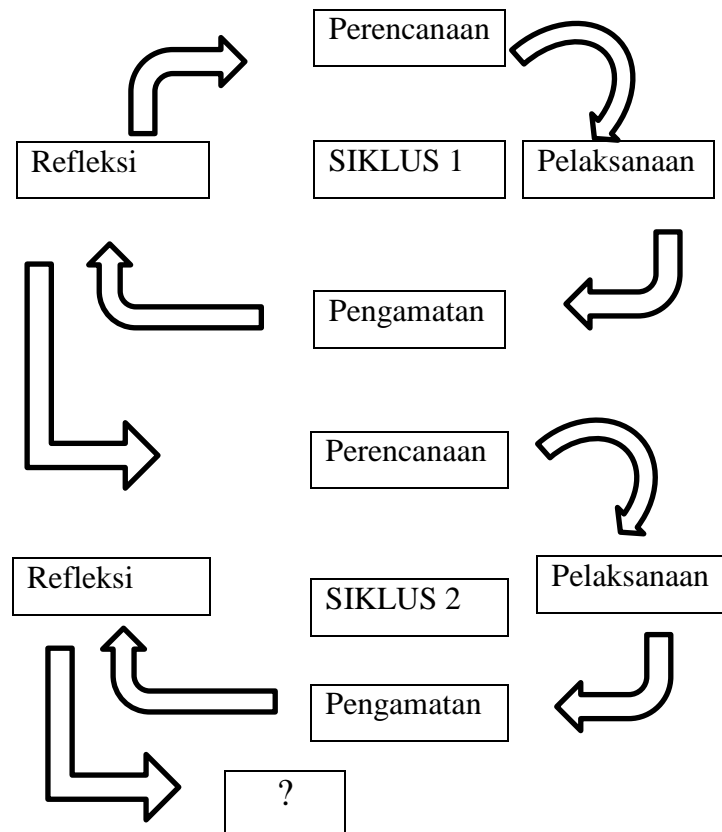 Perencanaan
Refleksi
SIKLUS 1
Pelaksanaan
Pengamatan
Perencanaan
Refleksi
SIKLUS 2
Pelaksanaan
Pengamatan
?